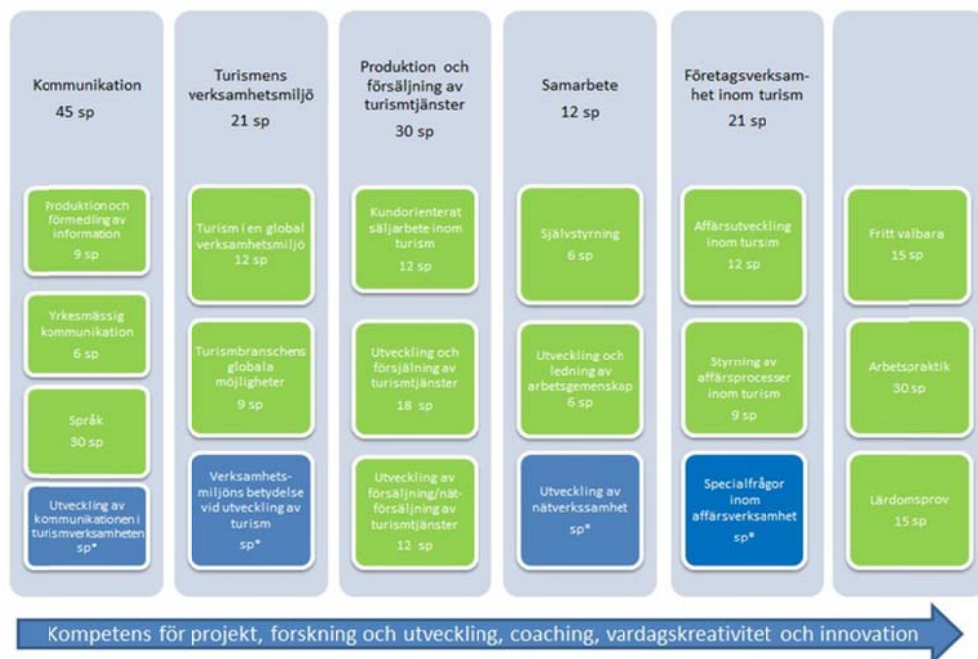 Kommunikation
45 sp
Produktion och
förmedling av
information
9 sp
Yrkesmässig
kommunikation
6 sp
Språk
30 sp
Utveckling av
kommunikationen i
turismverksamheten
sp*
Turismens
verksamhetsmiljö
21 sp
Turism i en global
verksamhetsmiljö
12 sp
Turismbranschens
globala
möjligheter
9 sp
Verksamhets-
miljöns betydelse
vid utveckling av
turism
sp*
Produktion och
försäljning av
turismtjänster
30 sp
Kundorienterat
säljarbete inom
turism
12 sp
Utveckling och
försjälning av
turismtjänster
18 sp
Utveckling av
försäljning/nät-
försäljning av
turismtjänster
12 sp
Samarbete
12 sp
Självstyrning
6 sp
Utveckling och
ledning av
arbetsgemenskap
6 sp
Utveckling av
nätverkssamhet
sp*
Företagsverksam-
het inom turism
21 sp
Affärsutveckling
inom tursim
12 sp
Styrning av
affärsprocesser
inom turism
9 sp
Specialfrågor
inom
affärsverksamhet
sp*
Fritt valbara
15 sp
Arbetspraktik
30 sp
Lärdomsprov
15 sp
Kompetens för projekt, forskning och utveckling, coaching, vardagskreativitet och innovation